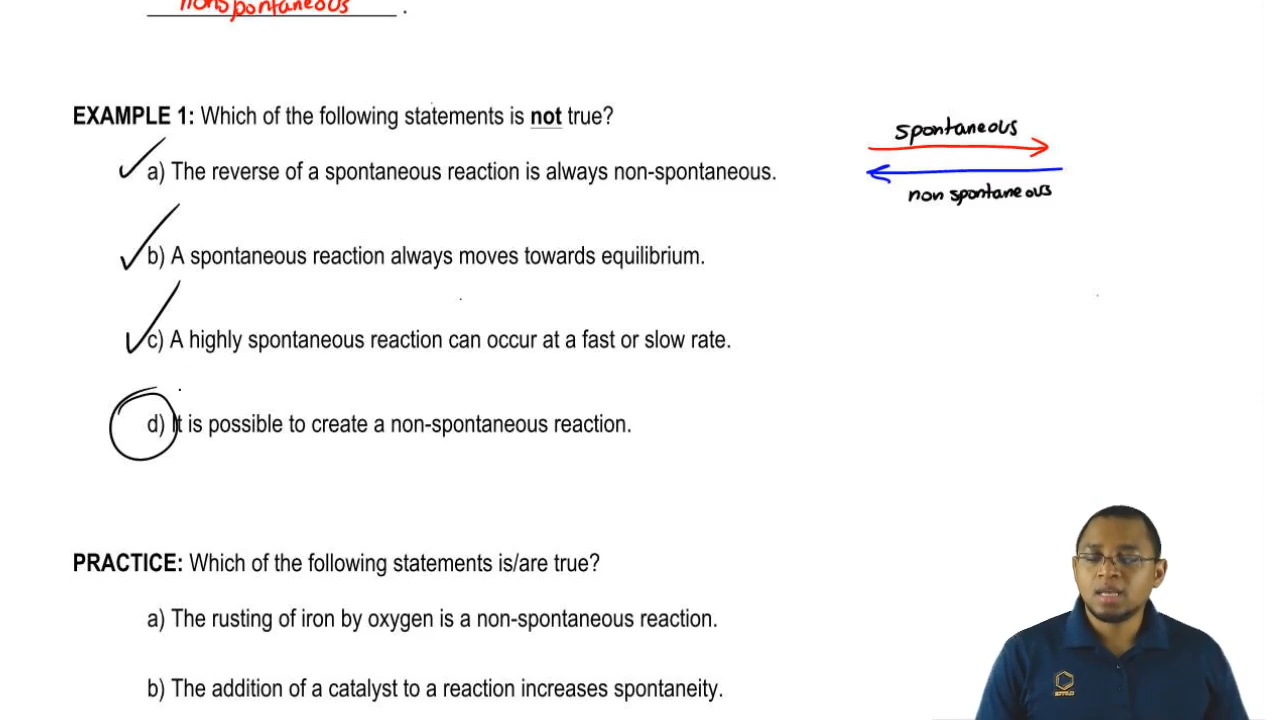 nonspontaneous.
EXAMPLE 1: Which of the following statements is not true?
spontaneous
a) The reverse of a spontaneous reaction is always non-spontaneous.
non spontaneous
b) A spontaneous reaction always moves towards equilibrium.
c) A highly spontaneous reaction can occur at a fast or slow rate.
d) It is possible to create a non-spontaneous reaction.
PRACTICE: Which of the following statements is/are true?
a) The rusting of iron by oxygen is a non-spontaneous reaction.
b) The addition of a catalyst to a reaction increases spontaneity.